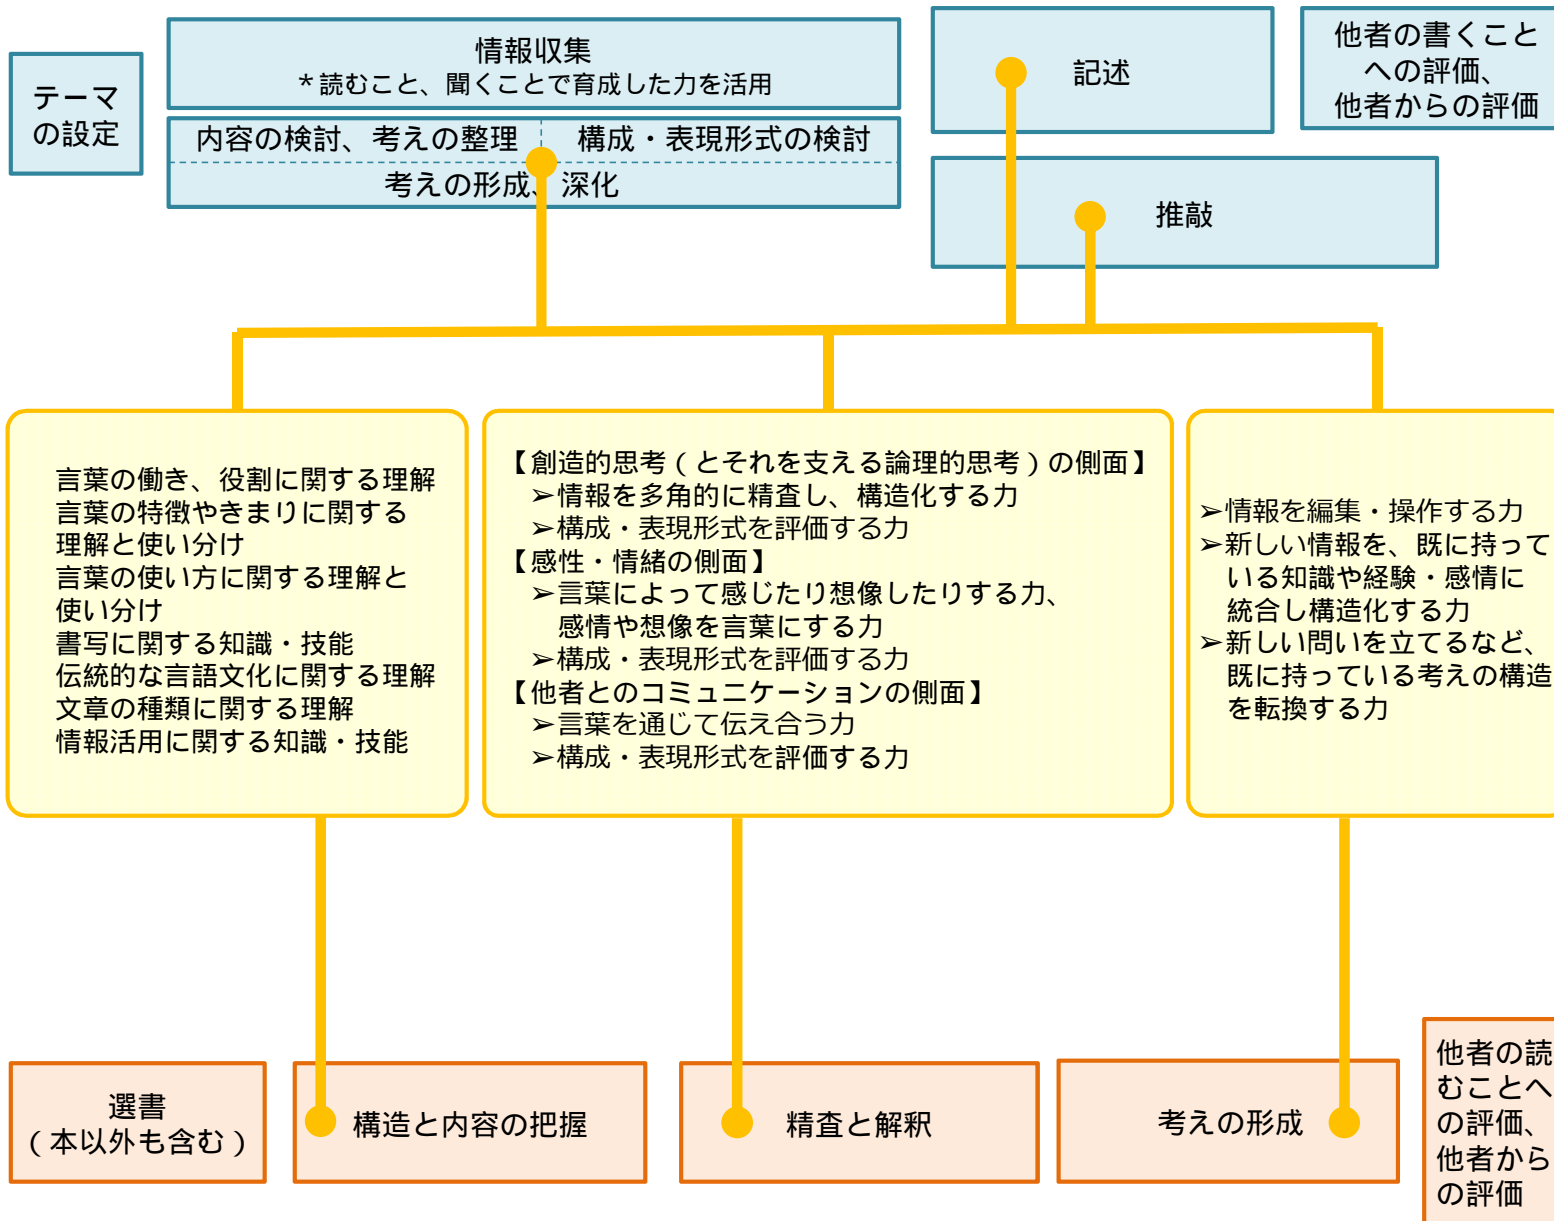 テーマ
の設定
情報収集
＊読むこと、聞くことで育成した力を活用
内容の検討、考えの整理
構成・表現形式の検討
考えの形成、深化
記述
推敲
他者の書くこと
への評価、
他者からの評価
言葉の働き、役割に関する理解
言葉の特徴やきまりに関する
理解と使い分け
言葉の使い方に関する理解と
使い分け
書写に関する知識・技能
伝統的な言語文化に関する理解
文章の種類に関する理解
情報活用に関する知識・技能
【創造的思考（とそれを支える論理的思考）の側面】
➢情報を多角的に精査し、構造化する力
➢構成・表現形式を評価する力
【感性・情緒の側面】
➢言葉によって感じたり想像したりする力、
感情や想像を言葉にする力
➢構成・表現形式を評価する力
【他者とのコミュニケーションの側面】
➢言葉を通じて伝え合う力
➢構成・表現形式を評価する力
➢情報を編集・操作する力
➢新しい情報を、既に持って
いる知識や経験・感情に
統合し構造化する力
➢新しい問いを立てるなど、
既に持っている考えの構造
を転換する力
選書
（本以外も含む）
構造と内容の把握
精査と解釈
考えの形成
他者の読
むことへ
の評価、
他者から
の評価